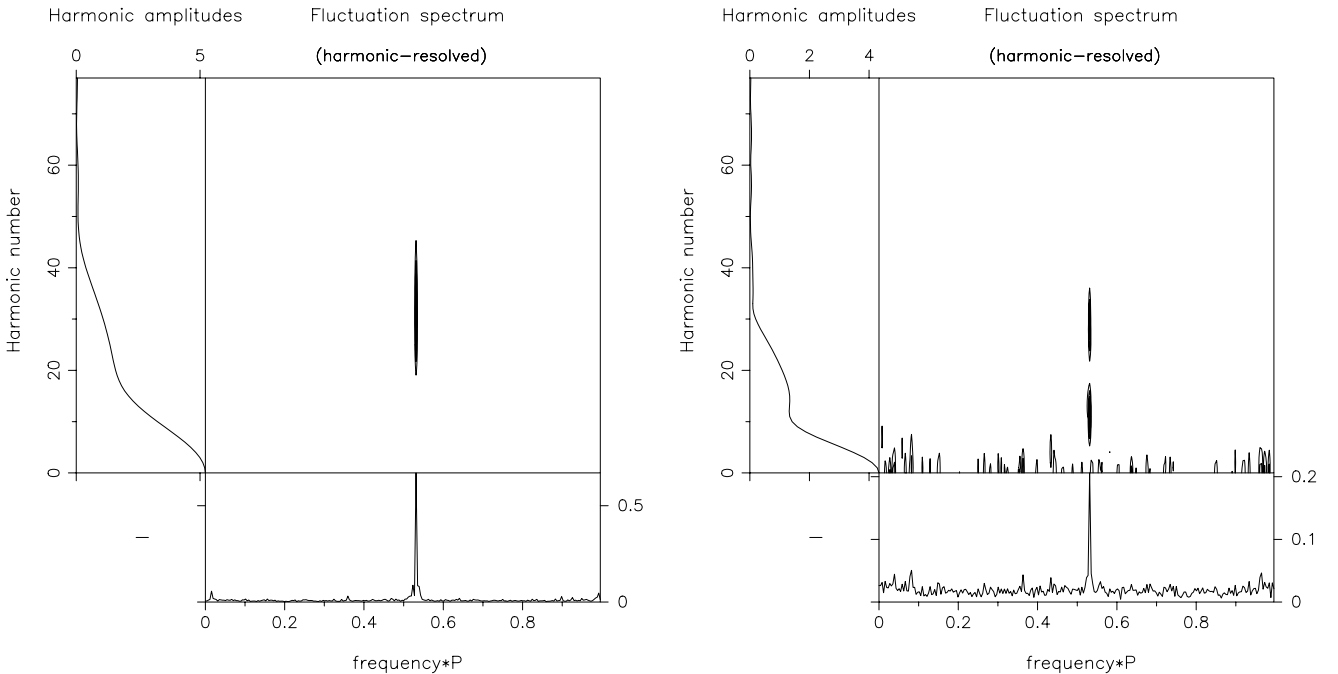 Harmonic amplitudes Fluctuation spectrum
(harmonic-resolved)
0 5
Harmonic number
60
40
20
0
0.5
0
0 0.2 0.4 0.6 0.8
frequency*P
Harmonic amplitudes Fluctuation spectrum
(harmonic-resolved)
0 2 4
Harmonic number
60
40
20
0
0.2
0.1
0
0 0.2 0.4 0.6 0.8
frequency*P